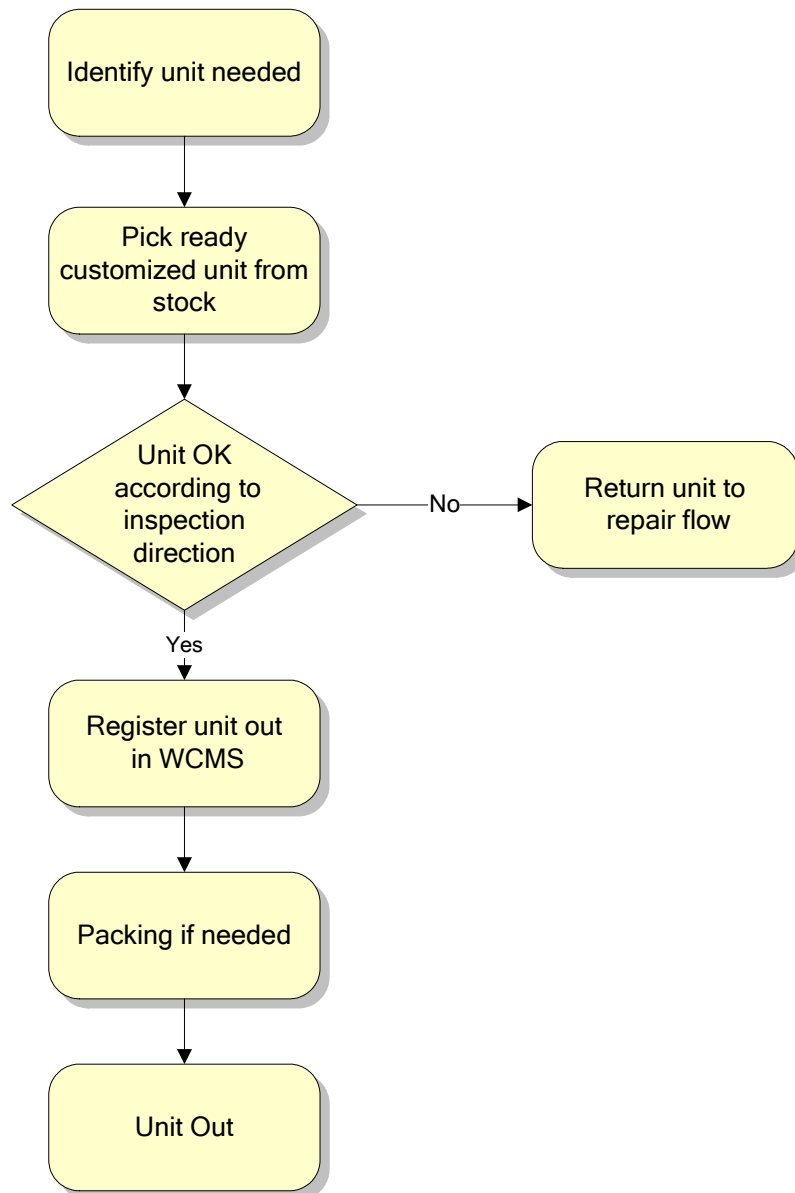 Identify unit needed
Pick ready
customized unit from
stock
Unit OK
according to
inspection
direction
No
Return unit to
repair flow
Yes
Register unit out
in WCMS
Packing if needed
Unit Out